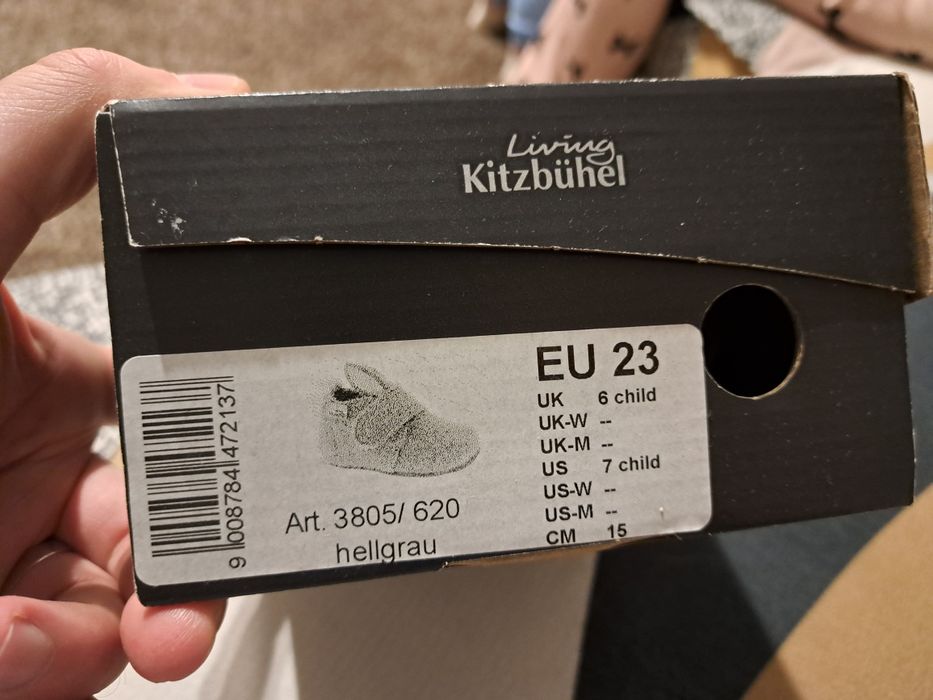 Living
Kitzbühel
EU 23
UK 6 child
UK-W --
UK-M --
US 7 child
US-W --
US-M --
CM 15
Art. 3805/ 620
hellgrau
9 008784 472137